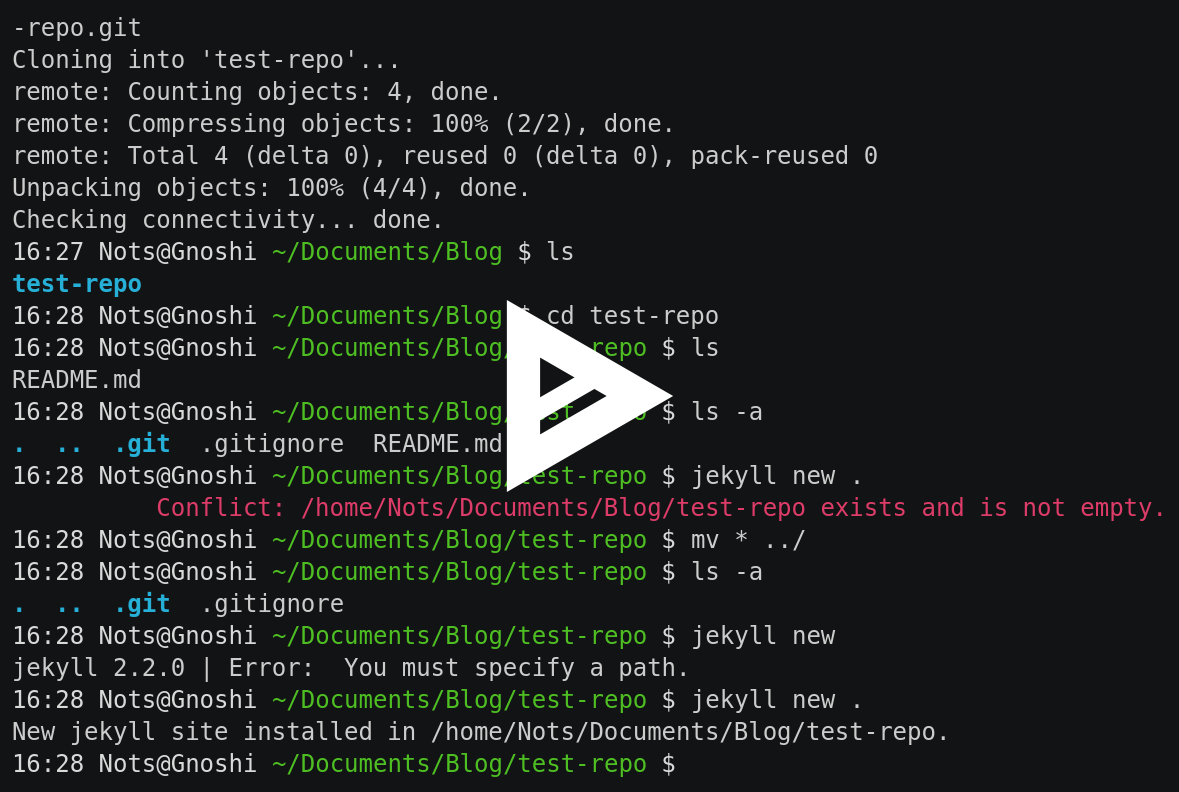 -repo.git
Cloning into 'test-repo'...
remote: Counting objects: 4, done.
remote: Compressing objects: 100% (2/2), done.
remote: Total 4 (delta 0), reused 0 (delta 0), pack-reused 0
Unpacking objects: 100% (4/4), done.
Checking connectivity... done.
16:27 Nots@Gnoshi ~/Documents/Blog $ ls
test-repo
16:28 Nots@Gnoshi ~/Documents/Blog $ cd test-repo
16:28 Nots@Gnoshi ~/Documents/Blog/test-repo $ ls
README.md
16:28 Nots@Gnoshi ~/Documents/Blog/test-repo $ ls -a
.  ..  .git  .gitignore  README.md
16:28 Nots@Gnoshi ~/Documents/Blog/test-repo $ jekyll new .
          Conflict: /home/Nots/Documents/Blog/test-repo exists and is not empty.
16:28 Nots@Gnoshi ~/Documents/Blog/test-repo $ mv * ../
16:28 Nots@Gnoshi ~/Documents/Blog/test-repo $ ls -a
.  ..  .git  .gitignore
16:28 Nots@Gnoshi ~/Documents/Blog/test-repo $ jekyll new
jekyll 2.2.0 | Error:  You must specify a path.
16:28 Nots@Gnoshi ~/Documents/Blog/test-repo $ jekyll new .
New jekyll site installed in /home/Nots/Documents/Blog/test-repo.
16:28 Nots@Gnoshi ~/Documents/Blog/test-repo $